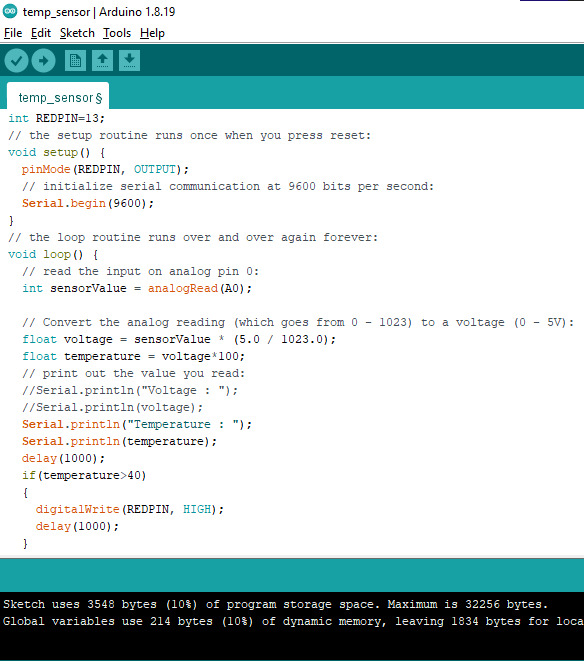 temp_sensor | Arduino 1.8.19
File Edit Sketch Tools Help
temp_sensor §
int REDPIN=13;
// the setup routine runs once when you press reset:
void setup() {
  pinMode(REDPIN, OUTPUT);
  // initialize serial communication at 9600 bits per second:
  Serial.begin(9600);
}
// the loop routine runs over and over again forever:
void loop() {
  // read the input on analog pin 0:
  int sensorValue = analogRead(A0);
  // Convert the analog reading (which goes from 0 - 1023) to a voltage (0 - 5V):
  float voltage = sensorValue * (5.0 / 1023.0);
  float temperature = voltage*100;
  // print out the value you read:
  //Serial.println("Voltage : ");
  //Serial.println(voltage);
  Serial.println("Temperature : ");
  Serial.println(temperature);
  delay(1000);
  if(temperature>40)
  {
    digitalWrite(REDPIN, HIGH);
    delay(1000);
  }
Sketch uses 3548 bytes (10%) of program storage space. Maximum is 32256 bytes.
Global variables use 214 bytes (10%) of dynamic memory, leaving 1834 bytes for loca